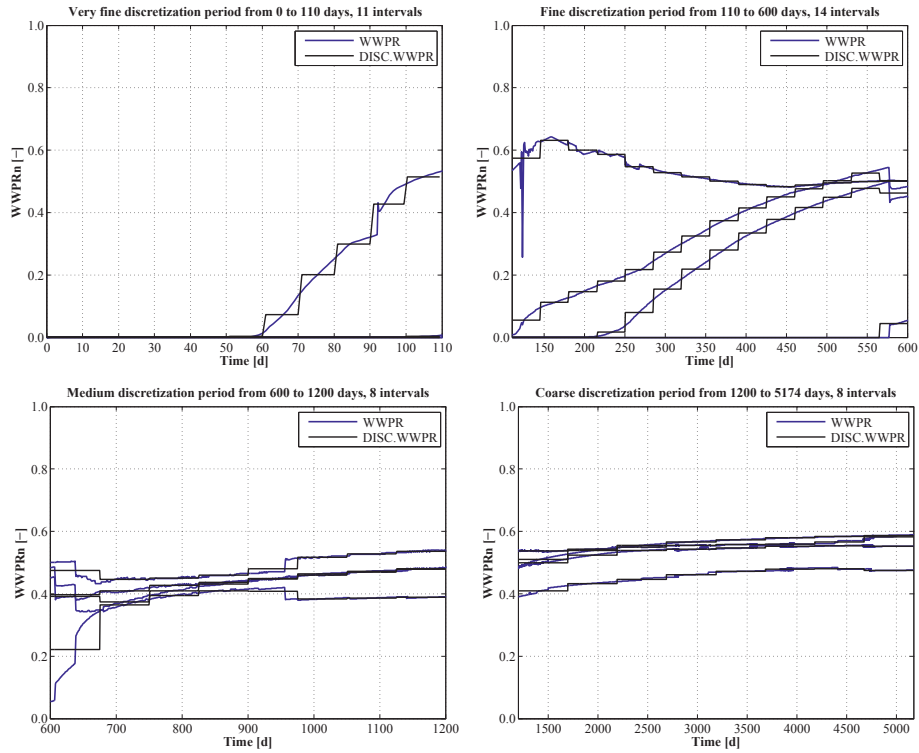 Very fine discretization period from 0 to 110 days, 11 intervals
1.0
0.8
0.6
0.4
0.2
0.0
WWPRn [−]
WWPR
DISC.WWPR
0 10 20 30 40 50 60 70 80 90 100 110
Time [d]
Fine discretization period from 110 to 600 days, 14 intervals
1.0
0.8
0.6
0.4
0.2
0.0
WWPRn [−]
WWPR
DISC.WWPR
150 200 250 300 350 400 450 500 550 600
Time [d]
Medium discretization period from 600 to 1200 days, 8 intervals
1.0
0.8
0.6
0.4
0.2
0.0
WWPRn [−]
WWPR
DISC.WWPR
600 700 800 900 1000 1100 1200
Time [d]
Coarse discretization period from 1200 to 5174 days, 8 intervals
1.0
0.8
0.6
0.4
0.2
0.0
WWPRn [−]
WWPR
DISC.WWPR
1500 2000 2500 3000 3500 4000 4500 5000
Time [d]